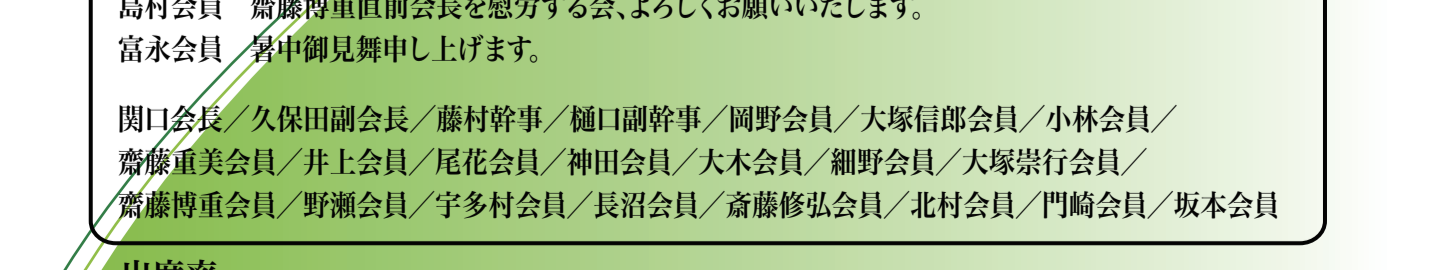 島村会員　齋藤博重直前会長を慰労する会、よろしくお願いいたします。
富永会員　暑中御見舞申し上げます。
関口会長／久保田副会長／藤村幹事／樋口副幹事／岡野会員／大塚信郎会員／小林会員／
齋藤重美会員／井上会員／尾花会員／神田会員／大木会員／細野会員／大塚崇行会員／
齋藤博重会員／野瀬会員／宇多村会員／長沼会員／斎藤修弘会員／北村会員／門崎会員／坂本会員